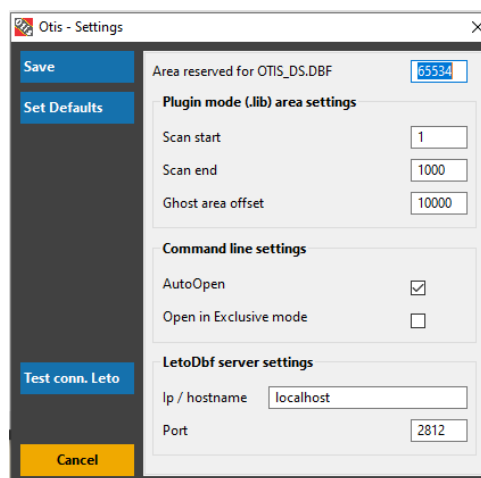 Otis - Settings
Save
Set Defaults
Area reserved for OTIS_DS.DBF 65534
Plugin mode (.lib) area settings
Scan start 1
Scan end 1000
Ghost area offset 10000
Command line settings
AutoOpen
Open in Exclusive mode
LetoDbf server settings
Test conn. Leto
Ip / hostname localhost
Port 2812
Cancel